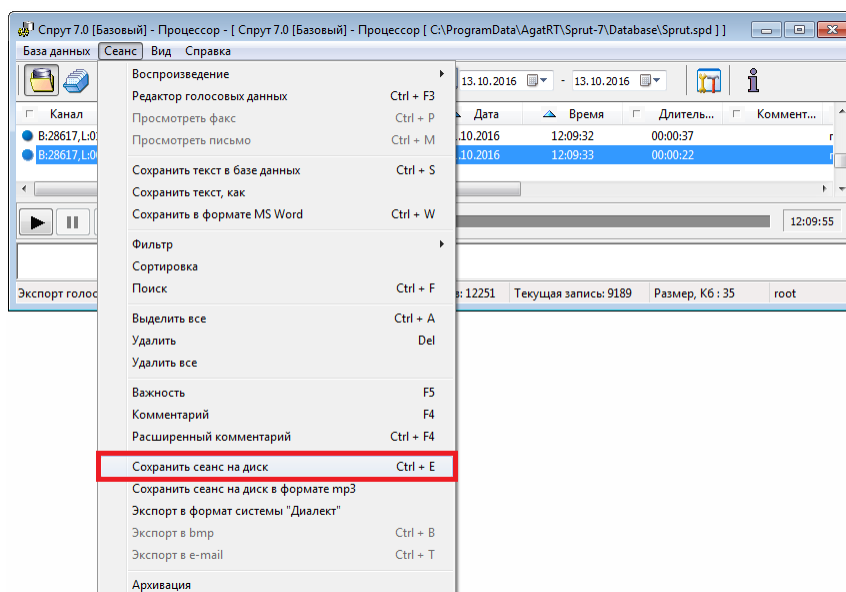 Спрут 7.0 [Базовый] - Процессор - [ Спрут 7.0 [Базовый] - Процессор [ C:\ProgramData\AgatRT\Sprut-7\Database\Sprut.spd ] ]
База данных Сеанс Вид Справка
13.10.2016 - 13.10.2016
Канал Дата Время Длитель... Коммент...
B:28617,L:0 .10.2016 12:09:32 00:00:37
B:28617,L:0 .10.2016 12:09:33 00:00:22
12:09:55
Экспорт голос : 12251 Текущая запись: 9189 Размер, Кб : 35 root
Воспроизведение
Редактор голосовых данных Ctrl + F3
Просмотреть факс Ctrl + P
Просмотреть письмо Ctrl + M
Сохранить текст в базе данных Ctrl + S
Сохранить текст, как
Сохранить в формате MS Word Ctrl + W
Фильтр
Сортировка
Поиск Ctrl + F
Выделить все Ctrl + A
Удалить Del
Удалить все
Важность F5
Комментарий F4
Расширенный комментарий Ctrl + F4
Сохранить сеанс на диск Ctrl + E
Сохранить сеанс на диск в формате mp3
Экспорт в формат системы "Диалект"
Экспорт в bmp Ctrl + B
Экспорт в e-mail Ctrl + T
Архивация